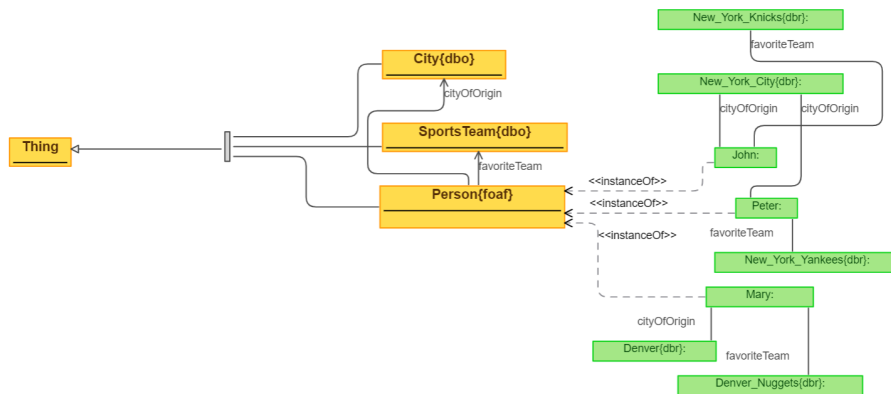 New_York_Knicks{dbr}:
favoriteTeam
City{dbo}
cityOfOrigin
New_York_City{dbr}:
cityOfOrigin
cityOfOrigin
SportsTeam{dbo}
Thing
favoriteTeam
John:
<<instanceOf>>
Person{foaf}
<<instanceOf>>
Peter:
<<instanceOf>>
favoriteTeam
New_York_Yankees{dbr}:
Mary:
cityOfOrigin
Denver{dbr}:
favoriteTeam
Denver_Nuggets{dbr}: